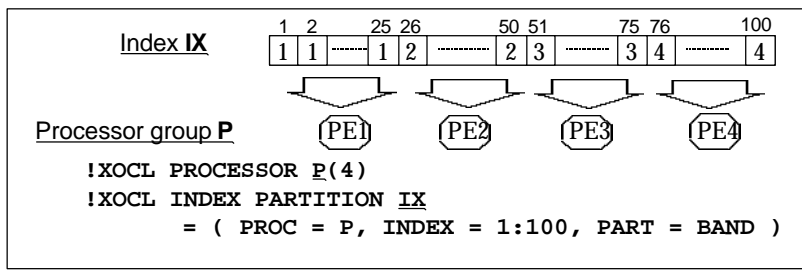 1 2 25 26 50 51 75 76 100
Index IX 1 1 1 2 2 3 3 4 4
Processor group P PE1 PE2 PE3 PE4
!XOCL PROCESSOR P(4)
!XOCL INDEX PARTITION IX
= ( PROC = P, INDEX = 1:100, PART = BAND )